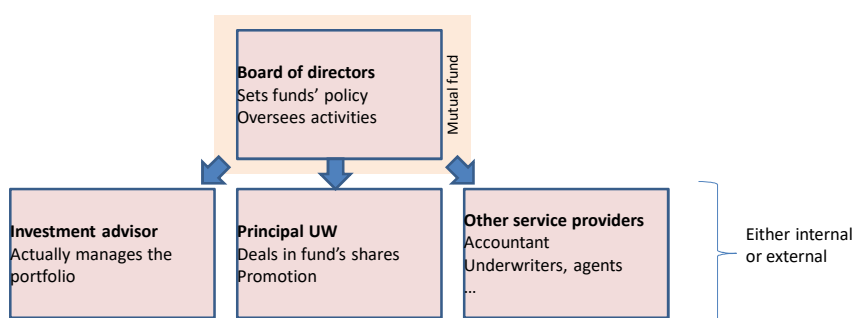 Board of directors
Sets funds' policy
Oversees activities
Mutual fund
Investment advisor
Actually manages the
portfolio
Principal UW
Deals in fund's shares
Promotion
Other service providers
Accountant
Underwriters, agents
…
Either internal
or external